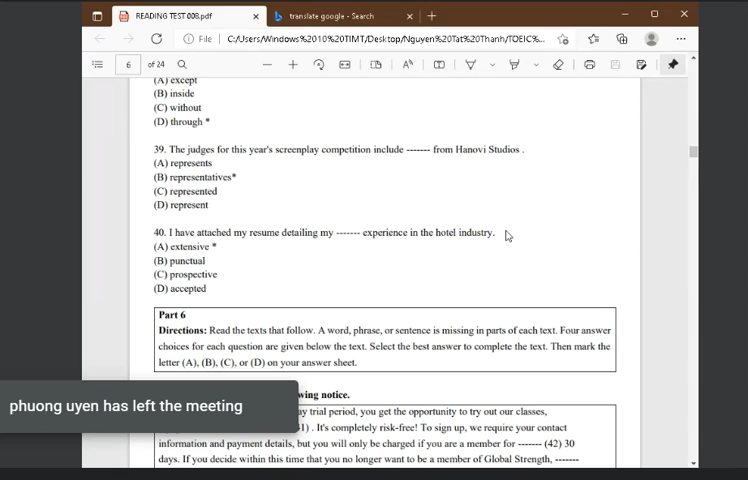 READING TEST 008.pdf
translate google - Search
File
C:/Users/Windows%2010%20TIMT/Desktop/Nguyen%20Tat%20Thanh/TOEIC%...
6 of 24
(A) except
(B) inside
(C) without
(D) through *
39. The judges for this year's screenplay competition include ------- from Hanovi Studios .
(A) represents
(B) representatives*
(C) represented
(D) represent
40. I have attached my resume detailing my ------- experience in the hotel industry.
(A) extensive *
(B) punctual
(C) prospective
(D) accepted
Part 6
Directions: Read the texts that follow. A word, phrase, or sentence is missing in parts of each text. Four answer
choices for each question are given below the text. Select the best answer to complete the text. Then mark the
letter (A), (B), (C), or (D) on your answer sheet.
wing notice.
phuong uyen has left the meeting
ay trial period, you get the opportunity to try out our classes,
41) . It's completely risk-free! To sign up, we require your contact
information and payment details, but you will only be charged if you are a member for ------- (42) 30
days. If you decide within this time that you no longer want to be a member of Global Strength, -------